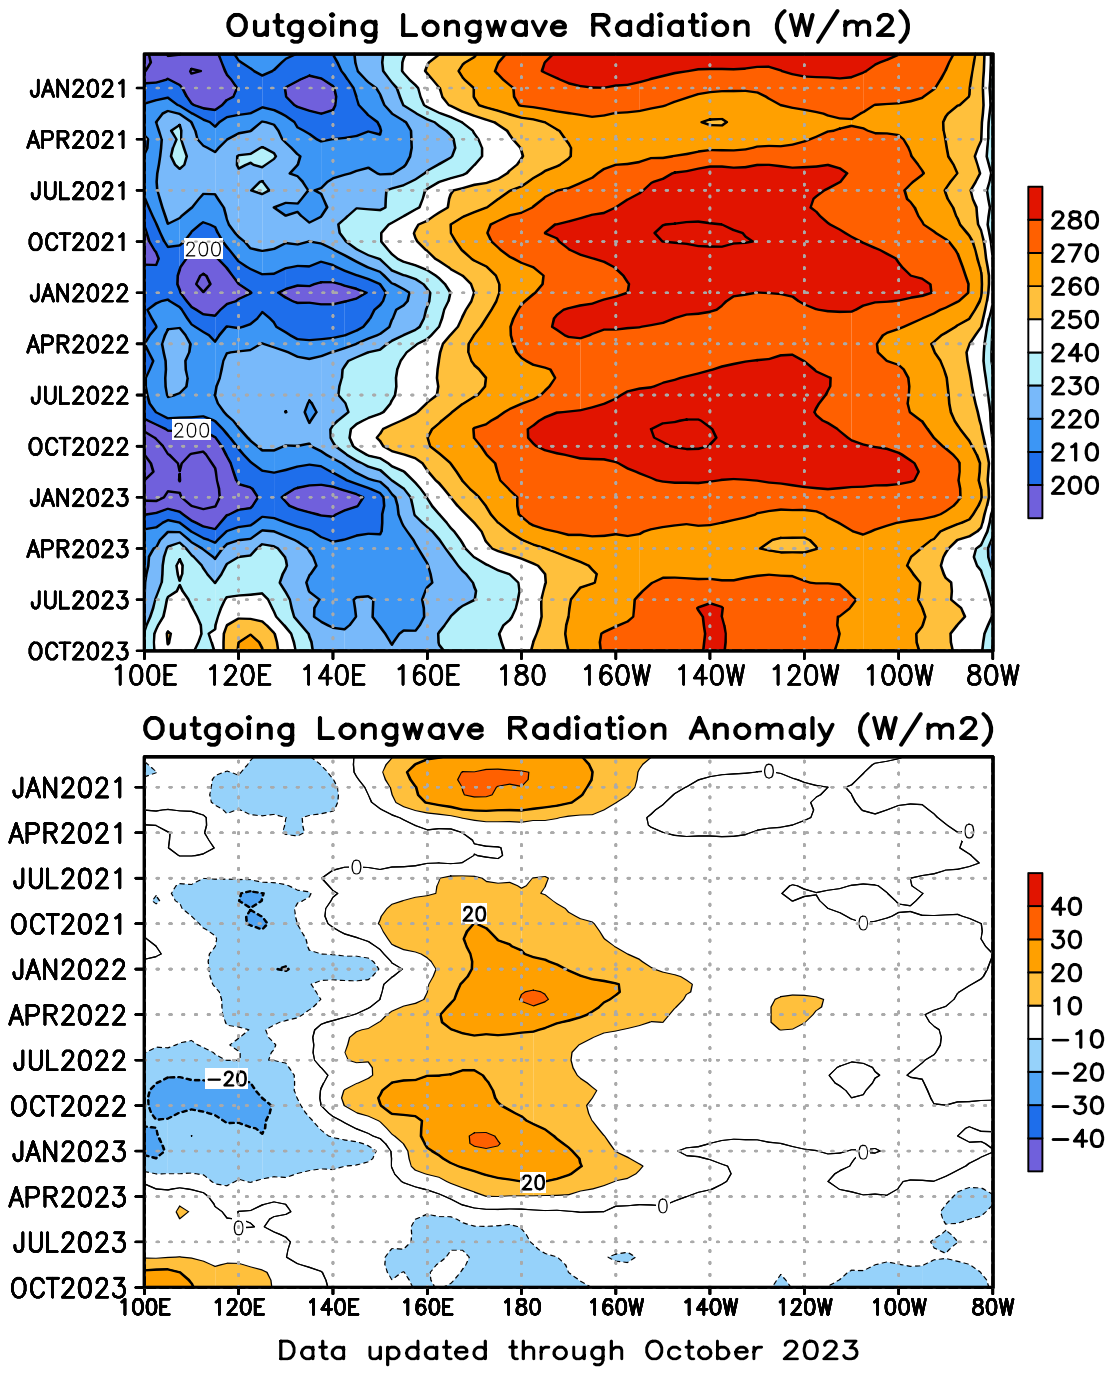 Outgoing Longwave Radiation (W/m2)
JAN2021
APR2021
JUL2021
OCT2021
JAN2022
APR2022
JUL2022
OCT2022
JAN2023
APR2023
JUL2023
OCT2023
200
200
100E 120E 140E 160E 180 160W 140W 120W 100W 80W
280
270
260
250
240
230
220
210
200
Outgoing Longwave Radiation Anomaly (W/m2)
JAN2021
APR2021
JUL2021
OCT2021
JAN2022
APR2022
JUL2022
OCT2022
JAN2023
APR2023
JUL2023
OCT2023
0
0
0
20
0
-20
0
20
0
0
100E 120E 140E 160E 180 160W 140W 120W 100W 80W
40
30
20
10
-10
-20
-30
-40
Data updated through October 2023